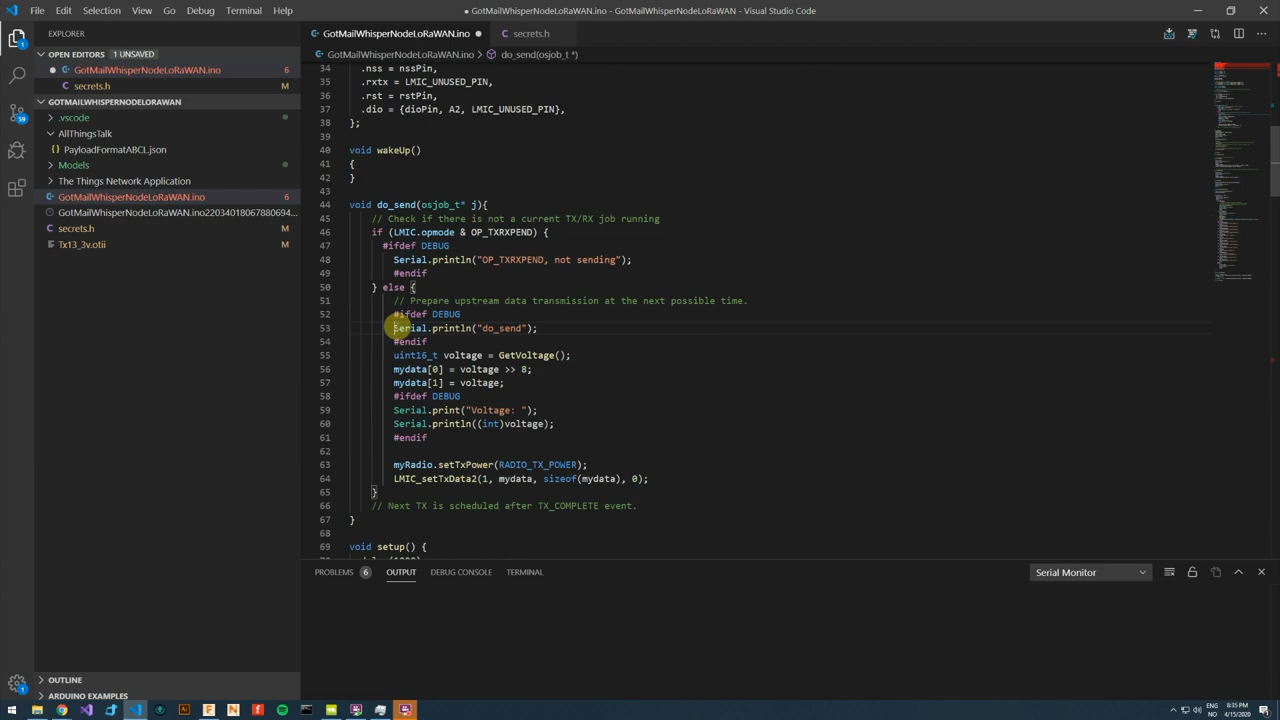 File Edit Selection View Go Debug Terminal Help
● GotMailWhisperNodeLoRaWAN.ino - GotMailWhisperNodeLoRaWAN - Visual Studio Code
EXPLORER
OPEN EDITORS 1 UNSAVED
GotMailWhisperNodeLoRaWAN.ino 6
secrets.h M
GOTMAILWHISPERNODELORAWAN
.vscode
AllThingsTalk
{} PayloadFormatABCL.json
Models
The Things Network Application
GotMailWhisperNodeLoRaWAN.ino 6
GotMailWhisperNodeLoRaWAN.ino2203401806788069​4...
secrets.h M
Tx13_3v.otii M
OUTLINE
ARDUINO EXAMPLES
1
59
1
GotMailWhisperNodeLoRaWAN.ino ● secrets.h
GotMailWhisperNodeLoRaWAN.ino > do_send(osjob_t *)
34 .nss = nssPin,
35 .rxtx = LMIC_UNUSED_PIN,
36 .rst = rstPin,
37 .dio = {dioPin, A2, LMIC_UNUSED_PIN},
38 };
39
40 void wakeUp()
41 {
42 }
43
44 void do_send(osjob_t* j){
45 // Check if there is not a current TX/RX job running
46 if (LMIC.opmode & OP_TXRXPEND) {
47 #ifdef DEBUG
48 Serial.println("OP_TXRXPEND, not sending");
49 #endif
50 } else {
51 // Prepare upstream data transmission at the next possible time.
52 #ifdef DEBUG
53 Serial.println("do_send");
54 #endif
55 uint16_t voltage = GetVoltage();
56 mydata[0] = voltage >> 8;
57 mydata[1] = voltage;
58 #ifdef DEBUG
59 Serial.print("Voltage: ");
60 Serial.println((int)voltage);
61 #endif
62
63 myRadio.setTxPower(RADIO_TX_POWER);
64 LMIC_setTxData2(1, mydata, sizeof(mydata), 0);
65 }
66 // Next TX is scheduled after TX_COMPLETE event.
67 }
68
69 void setup() {
PROBLEMS 6 OUTPUT DEBUG CONSOLE TERMINAL
Serial Monitor
ENG
NO
8:35 PM
4/15/2020